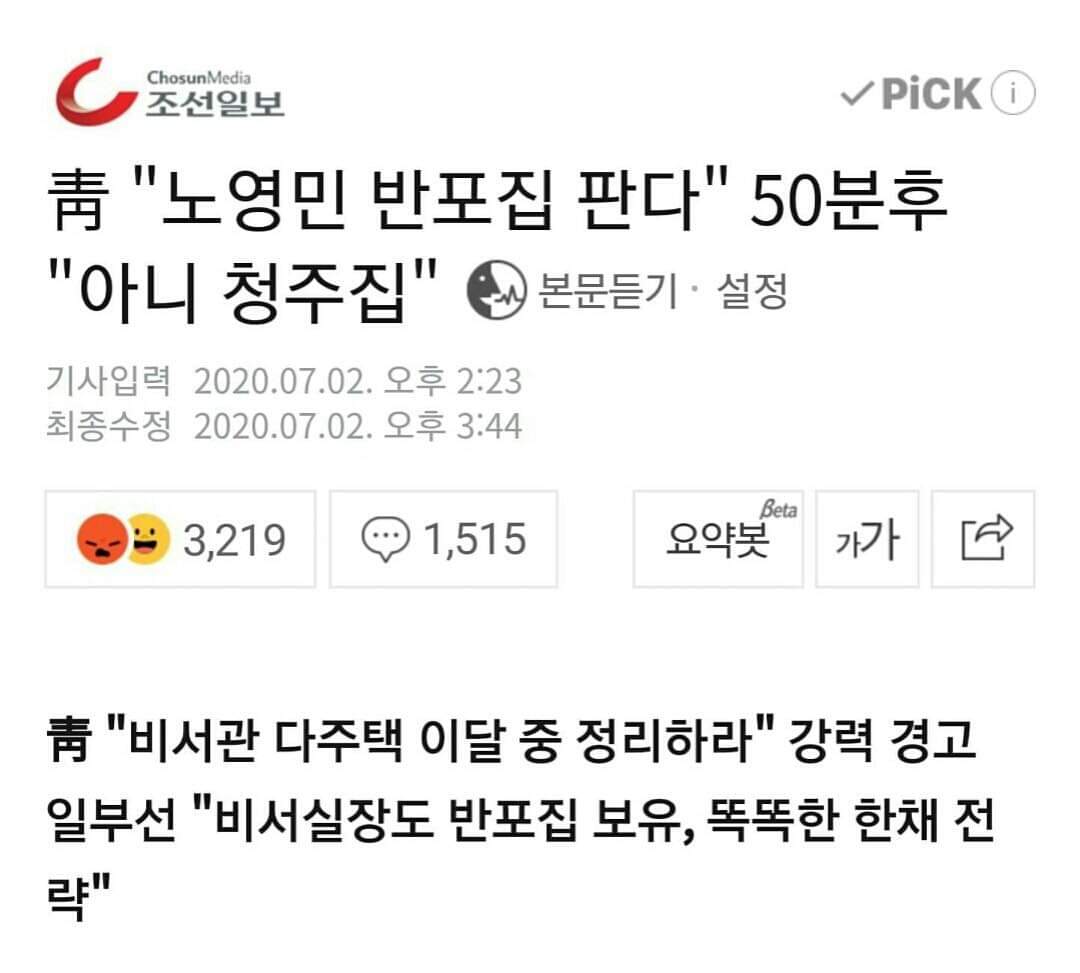 ChosunMedia
조선일보
PiCK i
靑 "노영민 반포집 판다" 50분후
"아니 청주집" 본문듣기 · 설정
기사입력 2020.07.02. 오후 2:23
최종수정 2020.07.02. 오후 3:44
3,219 1,515 요약봇 Beta 가가
靑 "비서관 다주택 이달 중 정리하라" 강력 경고
일부선 "비서실장도 반포집 보유, 똑똑한 한채 전
략"